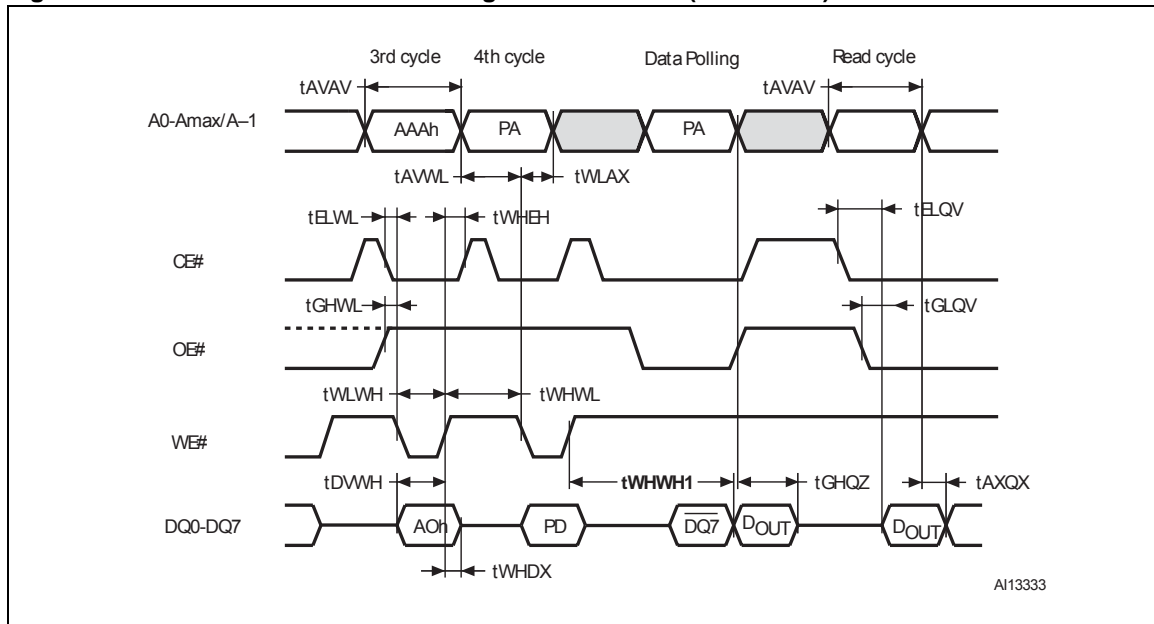 3rd cycle 4th cycle Data Polling Read cycle
tAVAV tAVAV
A0-Amax/A–1 AAAh PA PA
tAVWL tWLAX
tELWL tWHEH tELQV
CE#
tGHWL tGLQV
OE#
tWLWH tWHWL
WE#
tDVWH tWHWH1 tGHQZ tAXQX
DQ0-DQ7 AOh PD DQ7 DOUT DOUT
tWHDX
AI13333